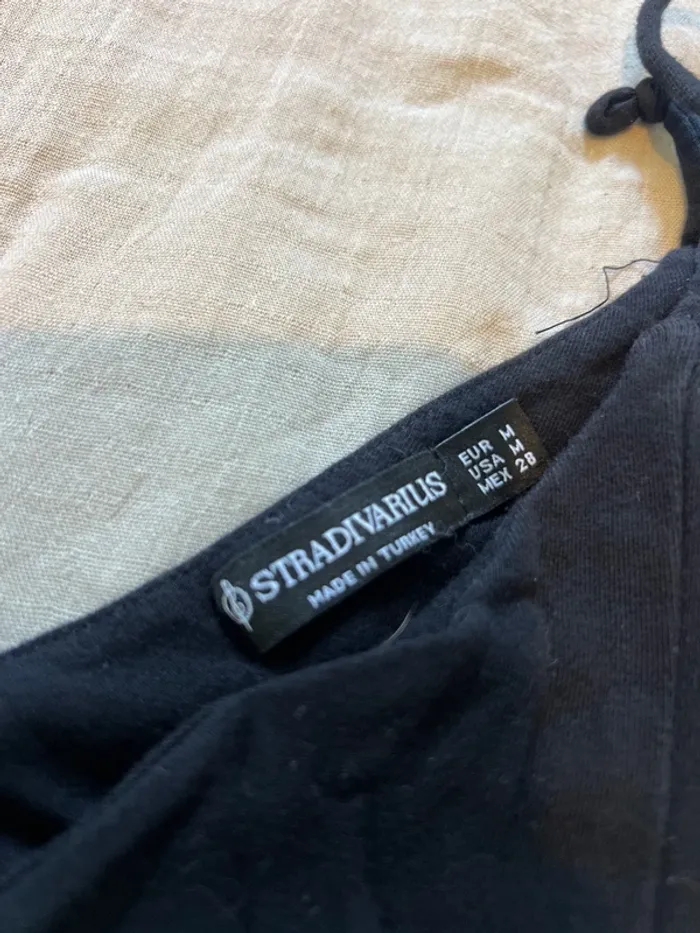 STRADIVARIUS
MADE IN TURKEY
EUR M
USA M
MEX 28